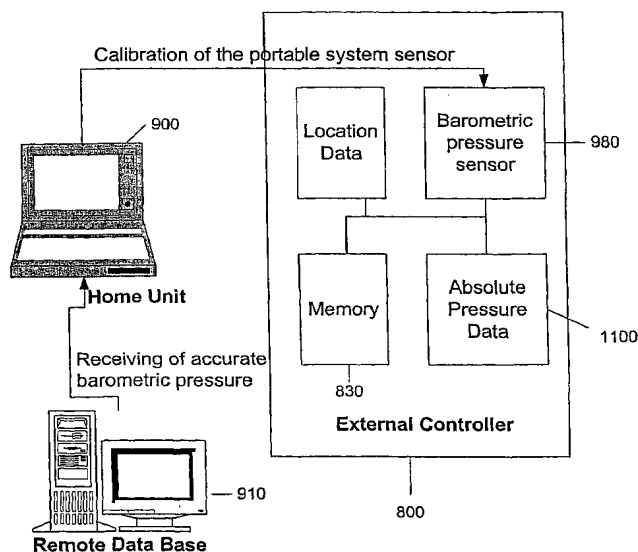 Calibration of the portable system sensor
900
Location
Data
Barometric
pressure
sensor
980
Home Unit
Memory
Absolute
Pressure
Data
1100
Receiving of accurate
barometric pressure
830
External Controller
910
800
Remote Data Base